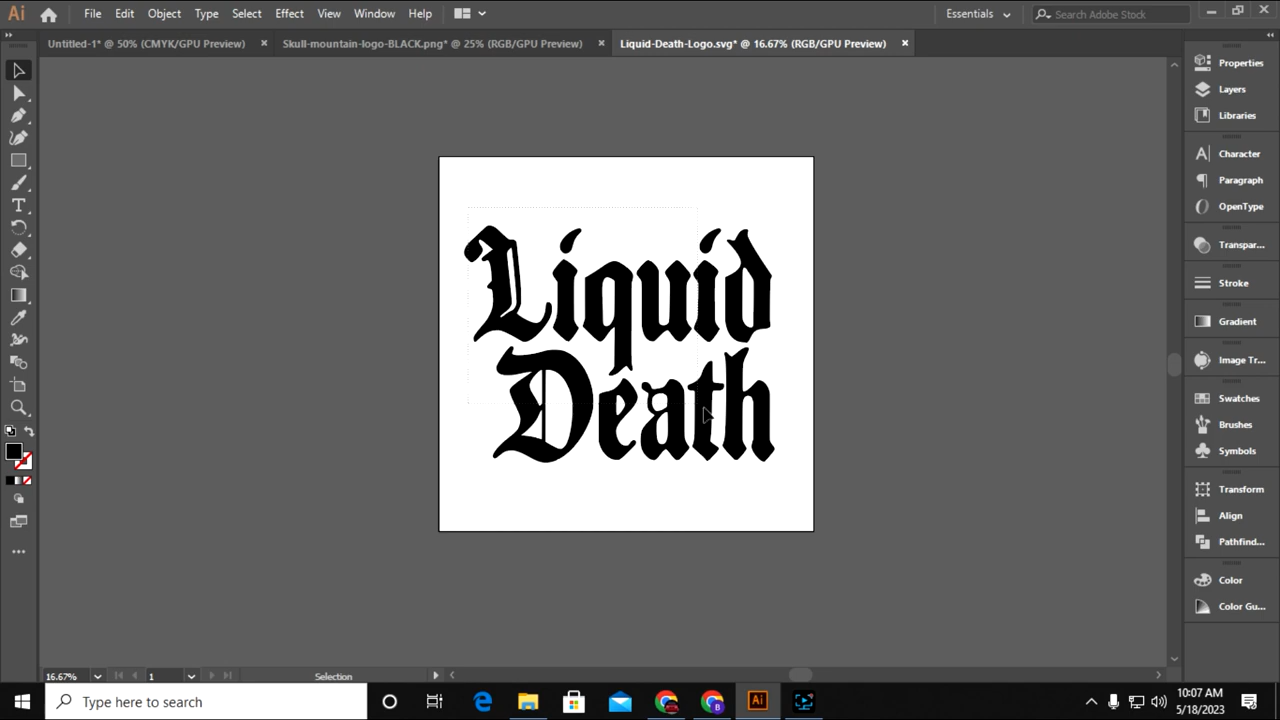 Ai File Edit Object Type Select Effect View Window Help Essentials Search Adobe Stock
Untitled-1* @ 50% (CMYK/GPU Preview) Skull-mountain-logo-BLACK.png* @ 25% (RGB/GPU Preview) Liquid-Death-Logo.svg* @ 16.67% (RGB/GPU Preview)
Properties
Layers
Libraries
Character
Paragraph
OpenType
Transpar...
Stroke
Gradient
Image Tr...
Swatches
Brushes
Symbols
Transform
Align
Pathfind...
Color
Color Gu...
Liquid
Death
16.67% 1 Selection
Type here to search
Ai
10:07 AM
5/18/2023